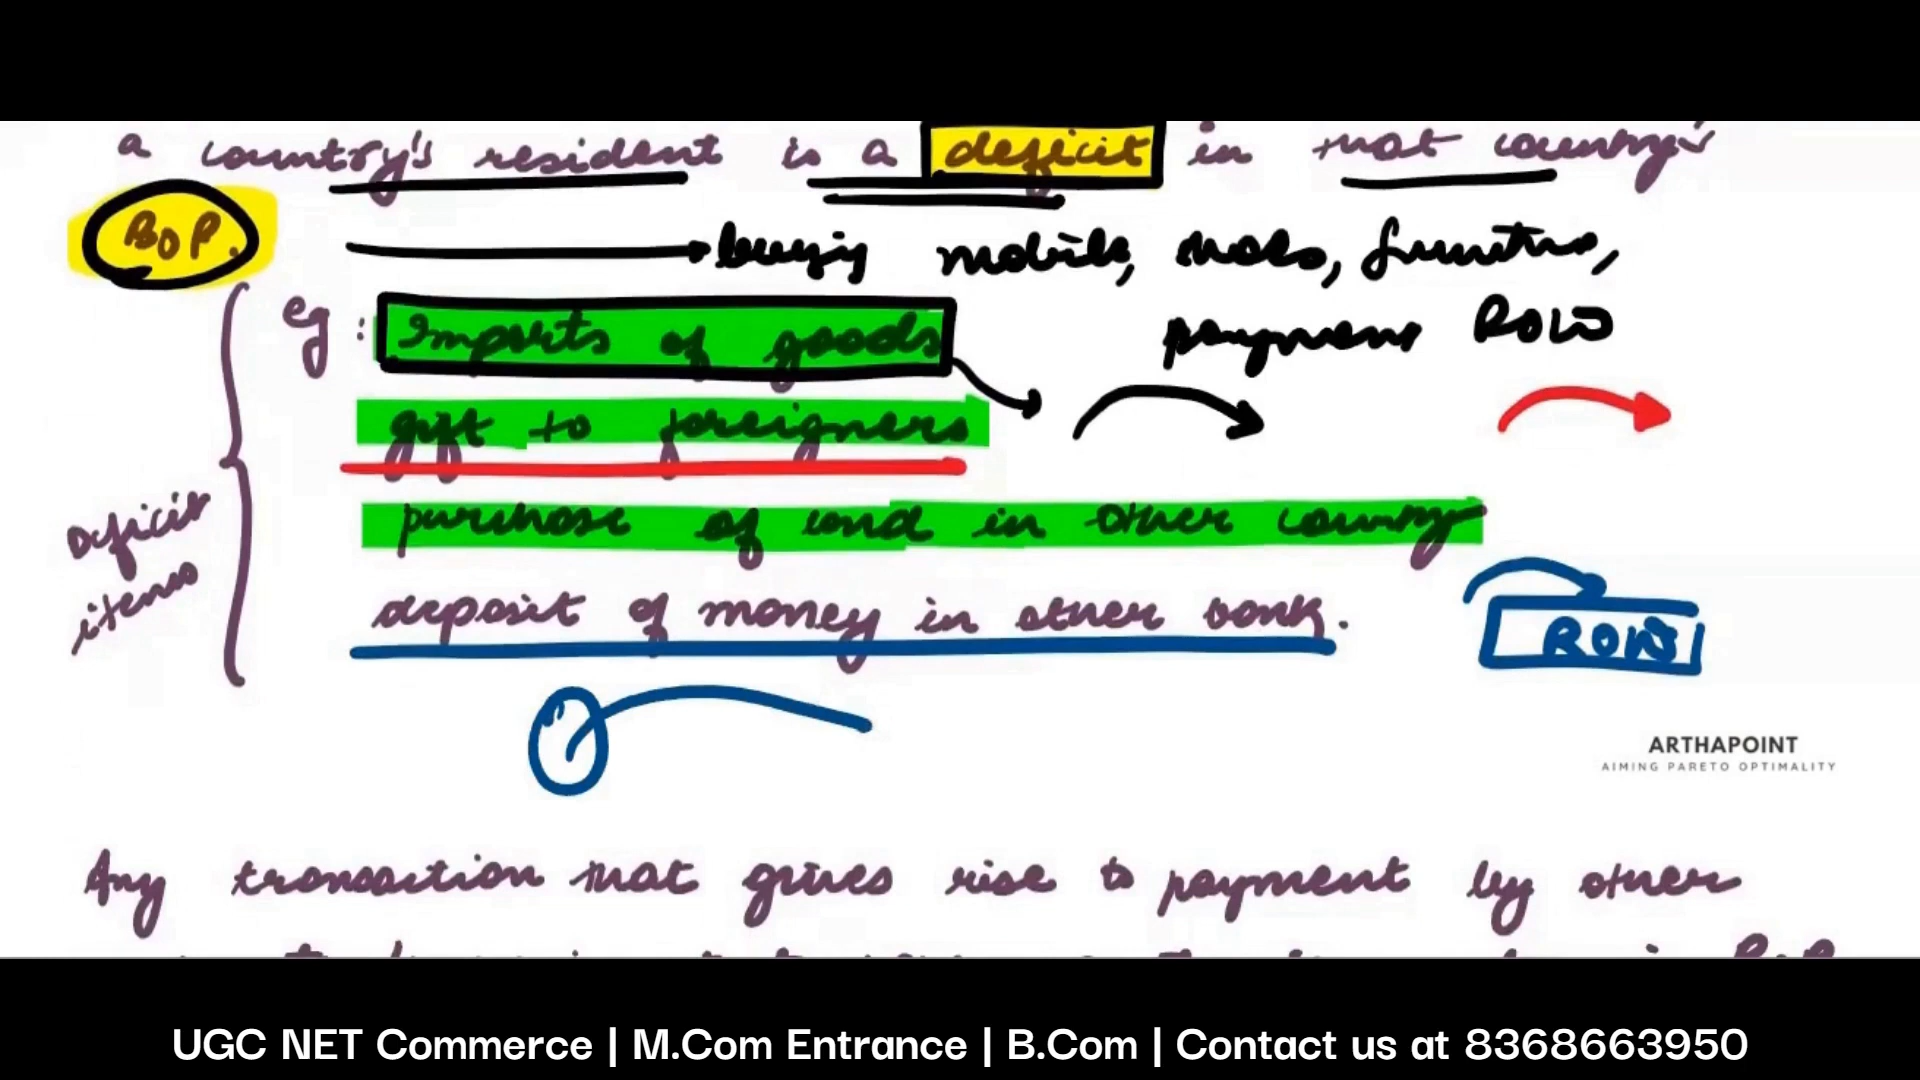 a country's resident is a deficit in that country's
BOP.
buying mobile,
payment ROW
eg : Imports of goods
gift to foreigners
purchase of land in other country
deposit of money in other bank.
Deficit
items
ROW
ARTHAPOINT
AIMING PARETO OPTIMALITY
Any transaction that gives rise to payment by other
UGC NET Commerce | M.Com Entrance | B.Com | Contact us at 8368663950